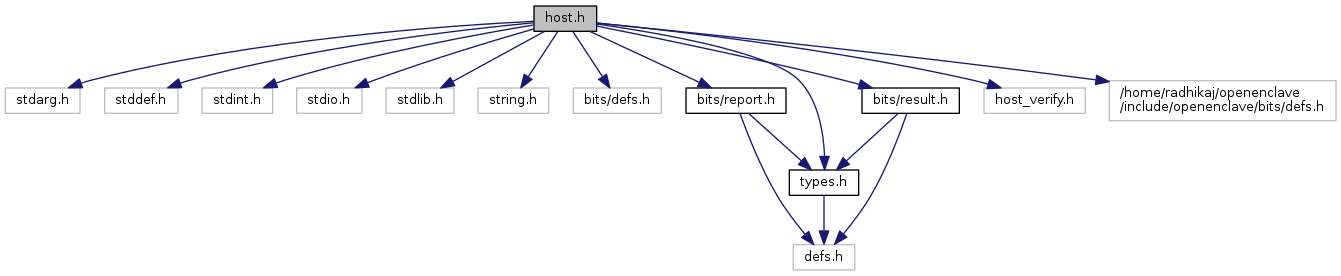 host.h
stdarg.h
stddef.h
stdint.h
stdio.h
stdlib.h
string.h
bits/defs.h
bits/report.h
bits/result.h
host_verify.h
/home/radhikaj/openenclave
/include/openenclave/bits/defs.h
types.h
defs.h